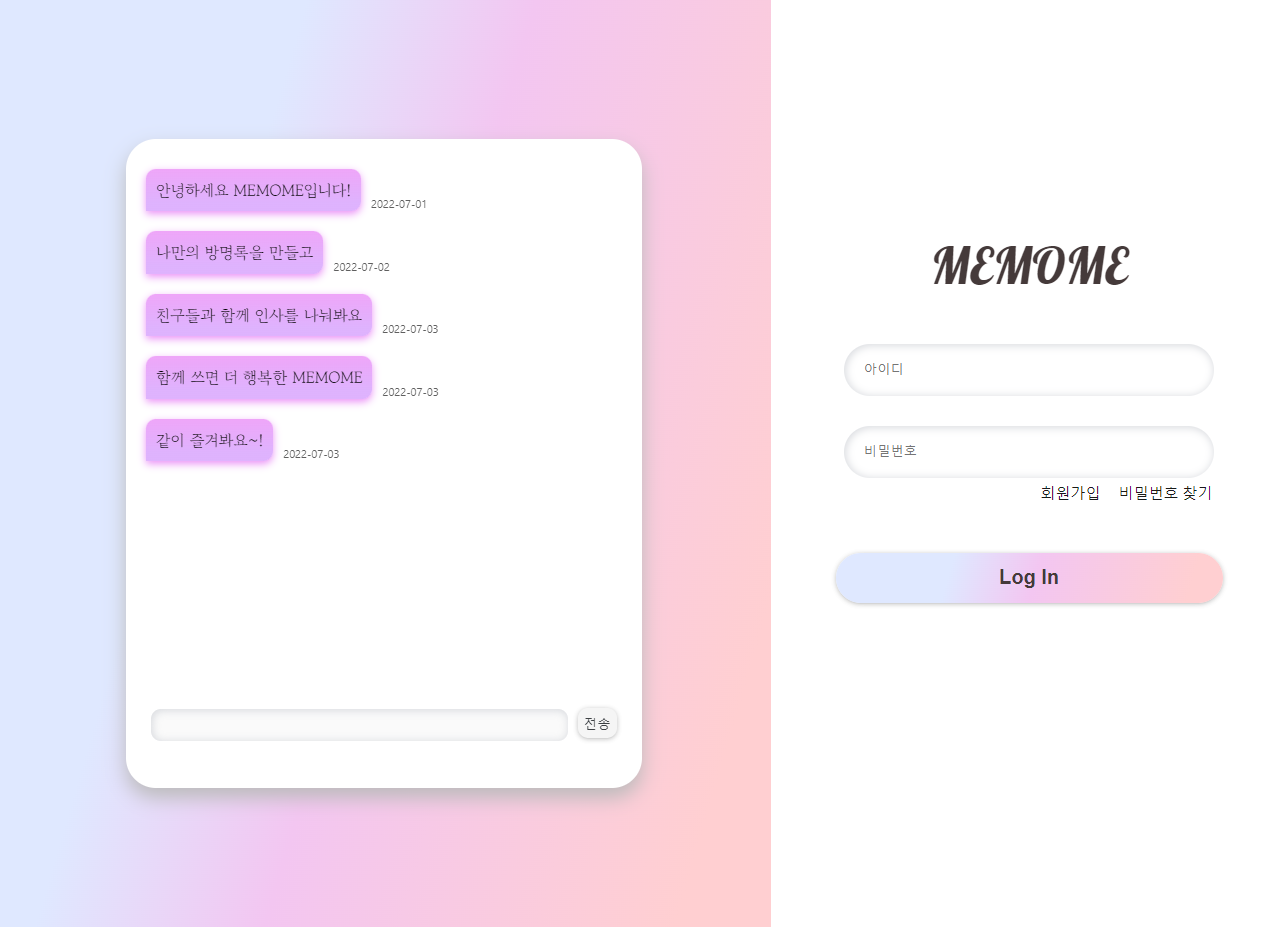 안녕하세요 MEMOME입니다!
2022-07-01
나만의 방명록을 만들고
2022-07-02
친구들과 함께 인사를 나눠봐요
2022-07-03
함께 쓰면 더 행복한 MEMOME
2022-07-03
같이 즐겨봐요~!
2022-07-03
전송
MEMOME
아이디
비밀번호
회원가입 비밀번호 찾기
Log In